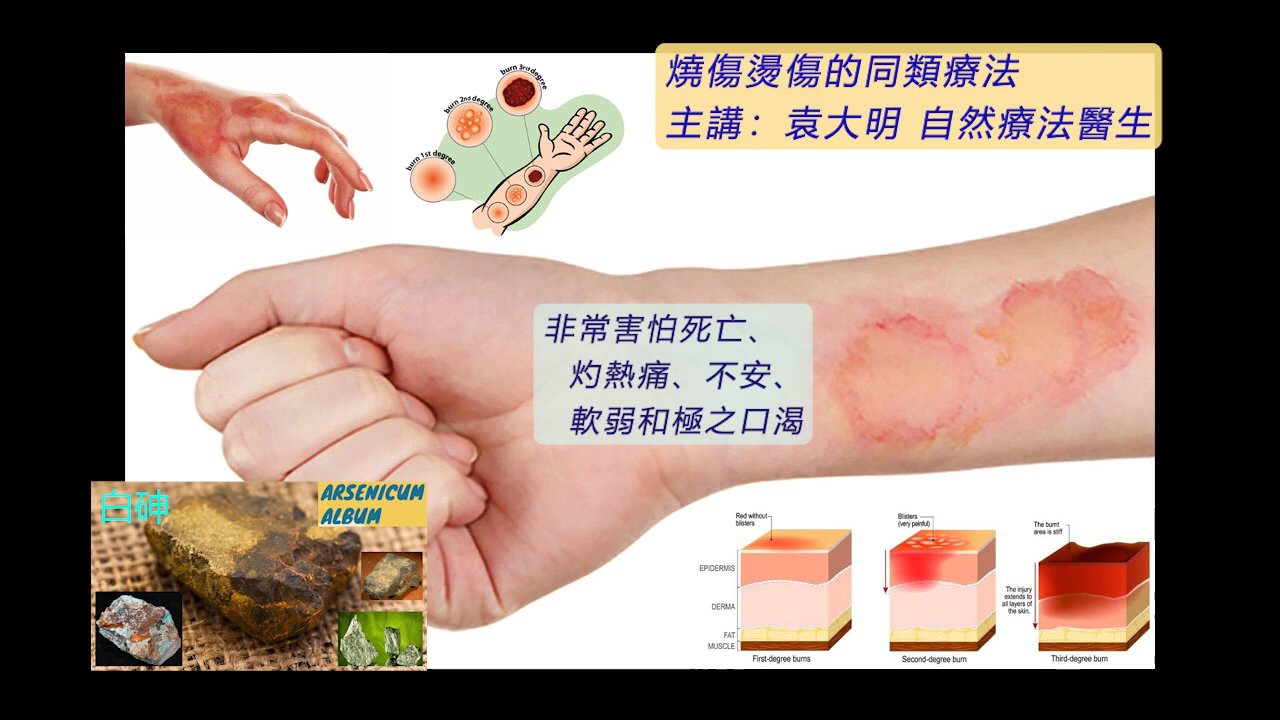 燒傷燙傷的同類療法
主講：袁大明 自然療法醫生
burn 3rd degree
burn 2nd degree
burn 1st degree
非常害怕死亡、
灼熱痛、不安、
軟弱和極之口渴
白砷
ARSENICUM
ALBUM
Red without
blisters
EPIDERMIS
DERMA
FAT
MUSCLE
First-degree burns
Blisters
(very painful)
Second-degree burn
The burnt
area is stiff
The injury
extends to
all layers of
the skin.
Third-degree burn